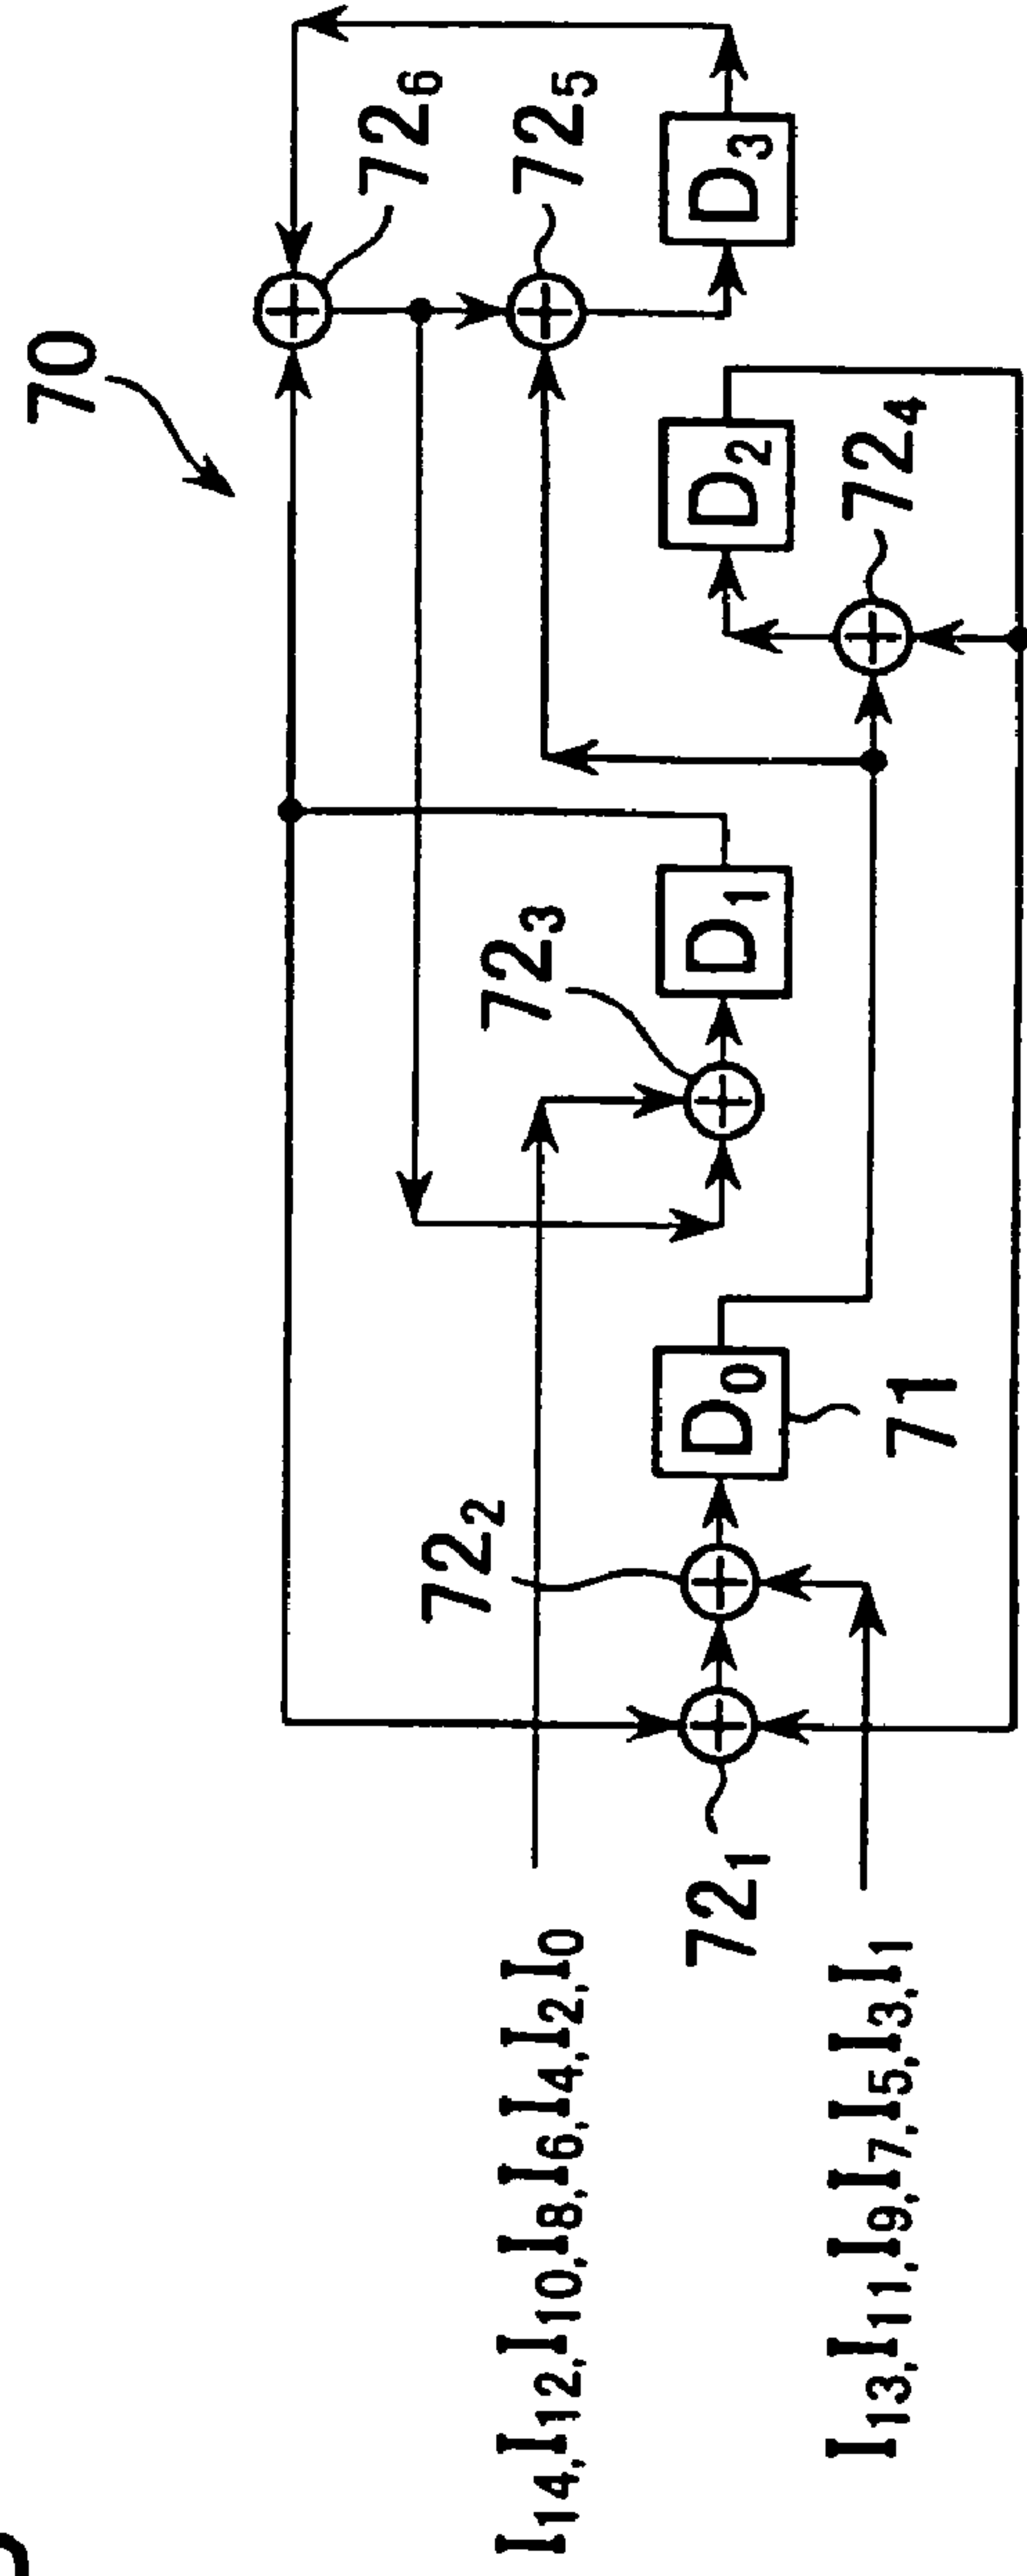 70
72₆
72₅
D₃
D₂
72₄
72₃
D₁
72₂
D₀
71
72₁
I₁₄,I₁₂,I₁₀,I₈,I₆,I₄,I₂,I₀
I₁₃,I₁₁,I₉,I₇,I₅,I₃,I₁